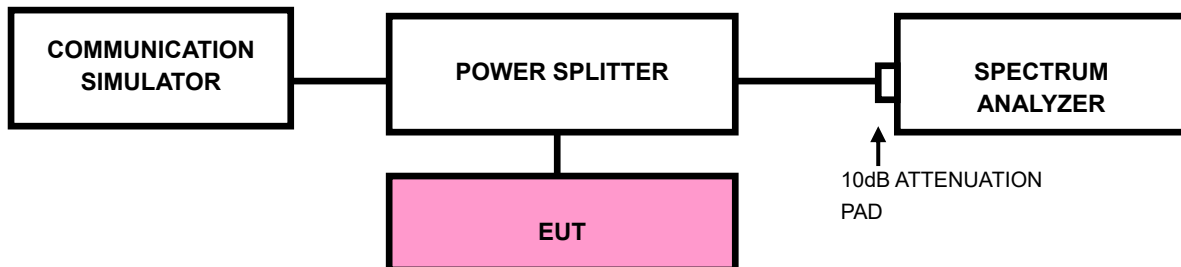 COMMUNICATION
SIMULATOR
POWER SPLITTER
SPECTRUM
ANALYZER
10dB ATTENUATION
PAD
EUT